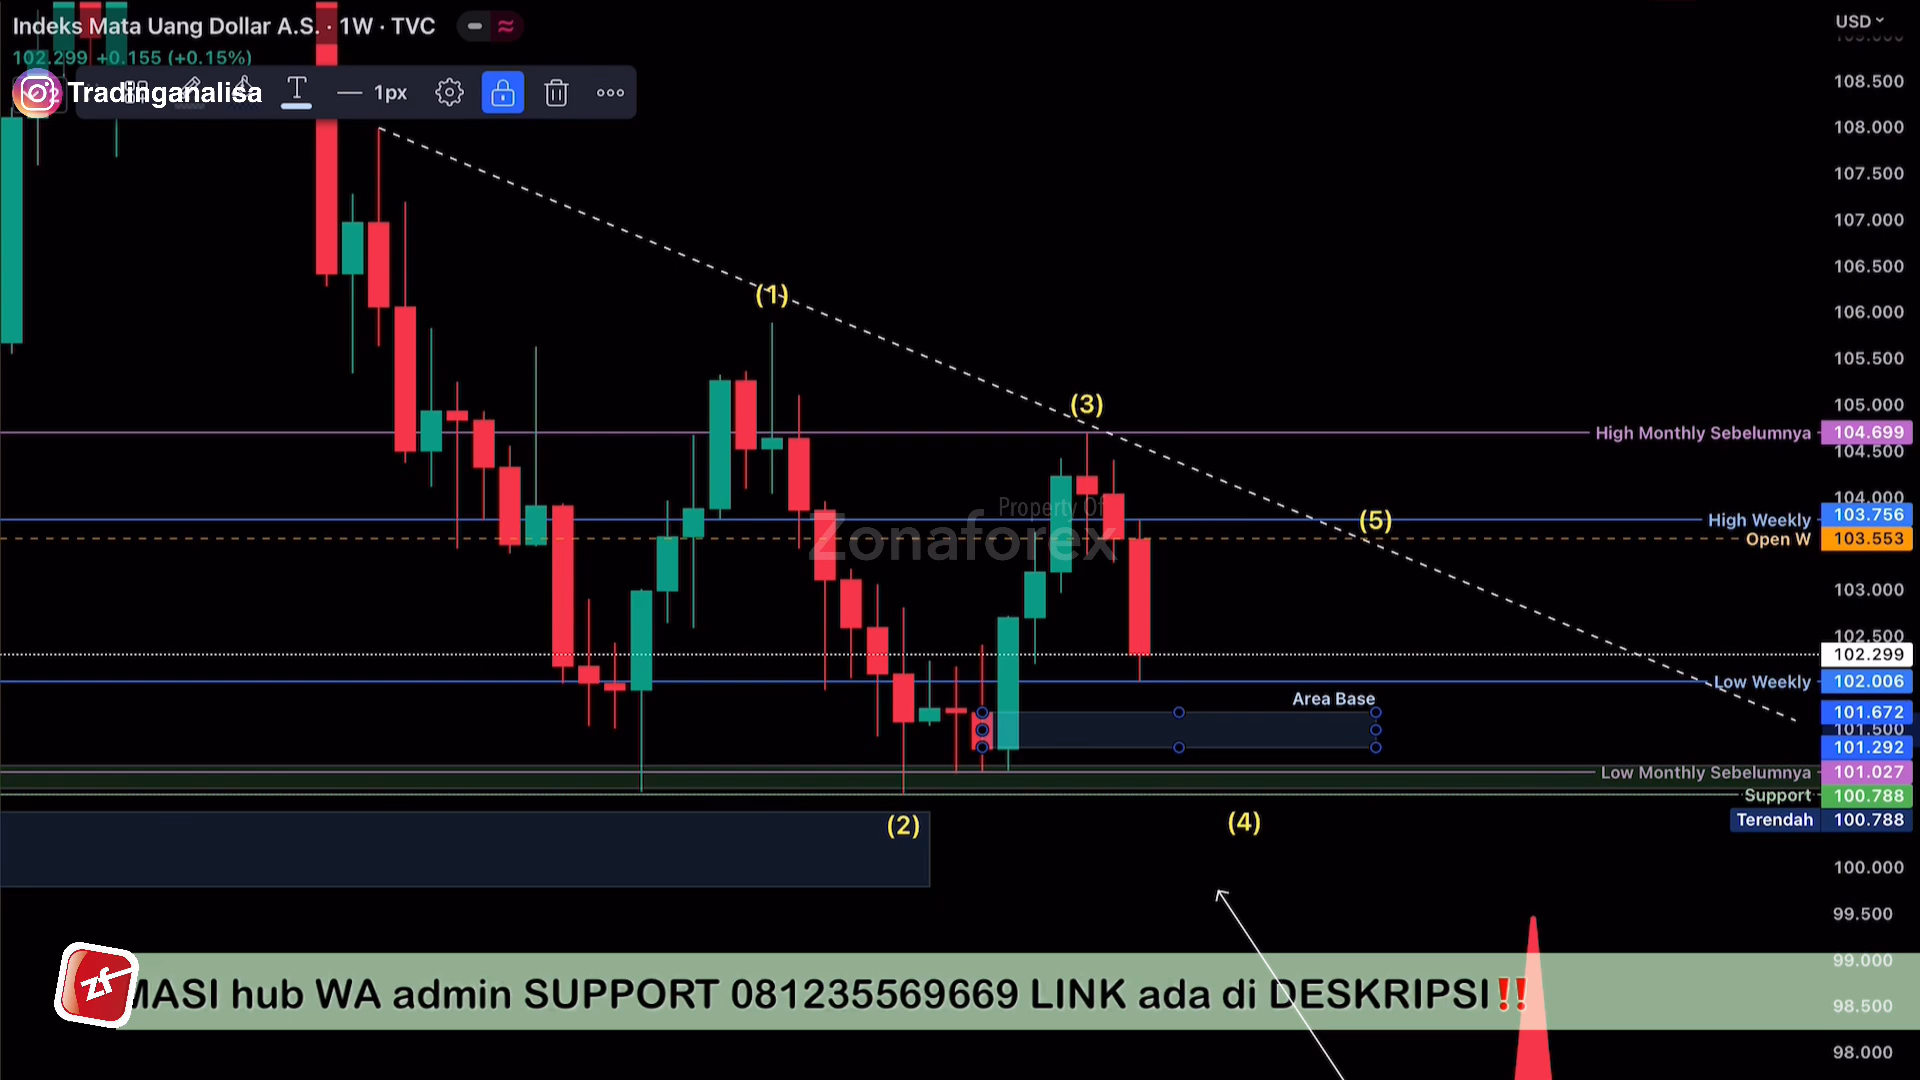 Indeks Mata Uang Dollar A.S. · 1W · TVC
USD
102.299 +0.155 (+0.15%)
Tradinganalisa
T
1px
108.500
108.000
107.500
107.000
106.500
106.000
105.500
105.000
High Monthly Sebelumnya 104.699
104.500
104.000
High Weekly 103.756
Open W 103.553
103.000
102.500
102.299
Low Weekly 102.006
101.672
101.500
101.292
Low Monthly Sebelumnya 101.027
Support 100.788
Terendah 100.788
100.000
99.500
99.000
98.500
98.000
(1)
(3)
(5)
Property Of
Zonaforex
Area Base
(2)
(4)
zf
MASI hub WA admin SUPPORT 081235569669 LINK ada di DESKRIPSI‼️